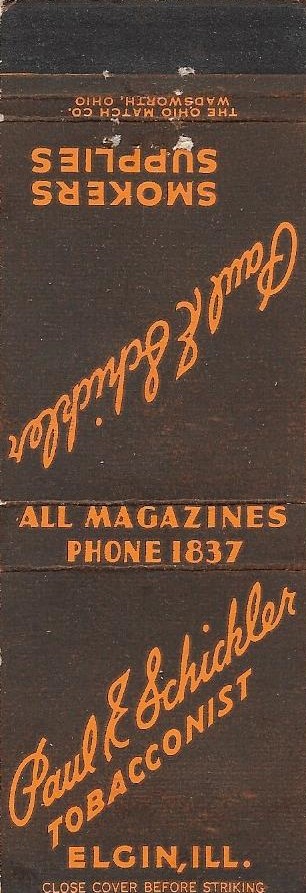 THE OHIO MATCH CO.
WADSWORTH, OHIO
SMOKERS
SUPPLIES
Paul E Schickler
ALL MAGAZINES
PHONE 1837
Paul E Schickler
TOBACCONIST
ELGIN, ILL.
CLOSE COVER BEFORE STRIKING